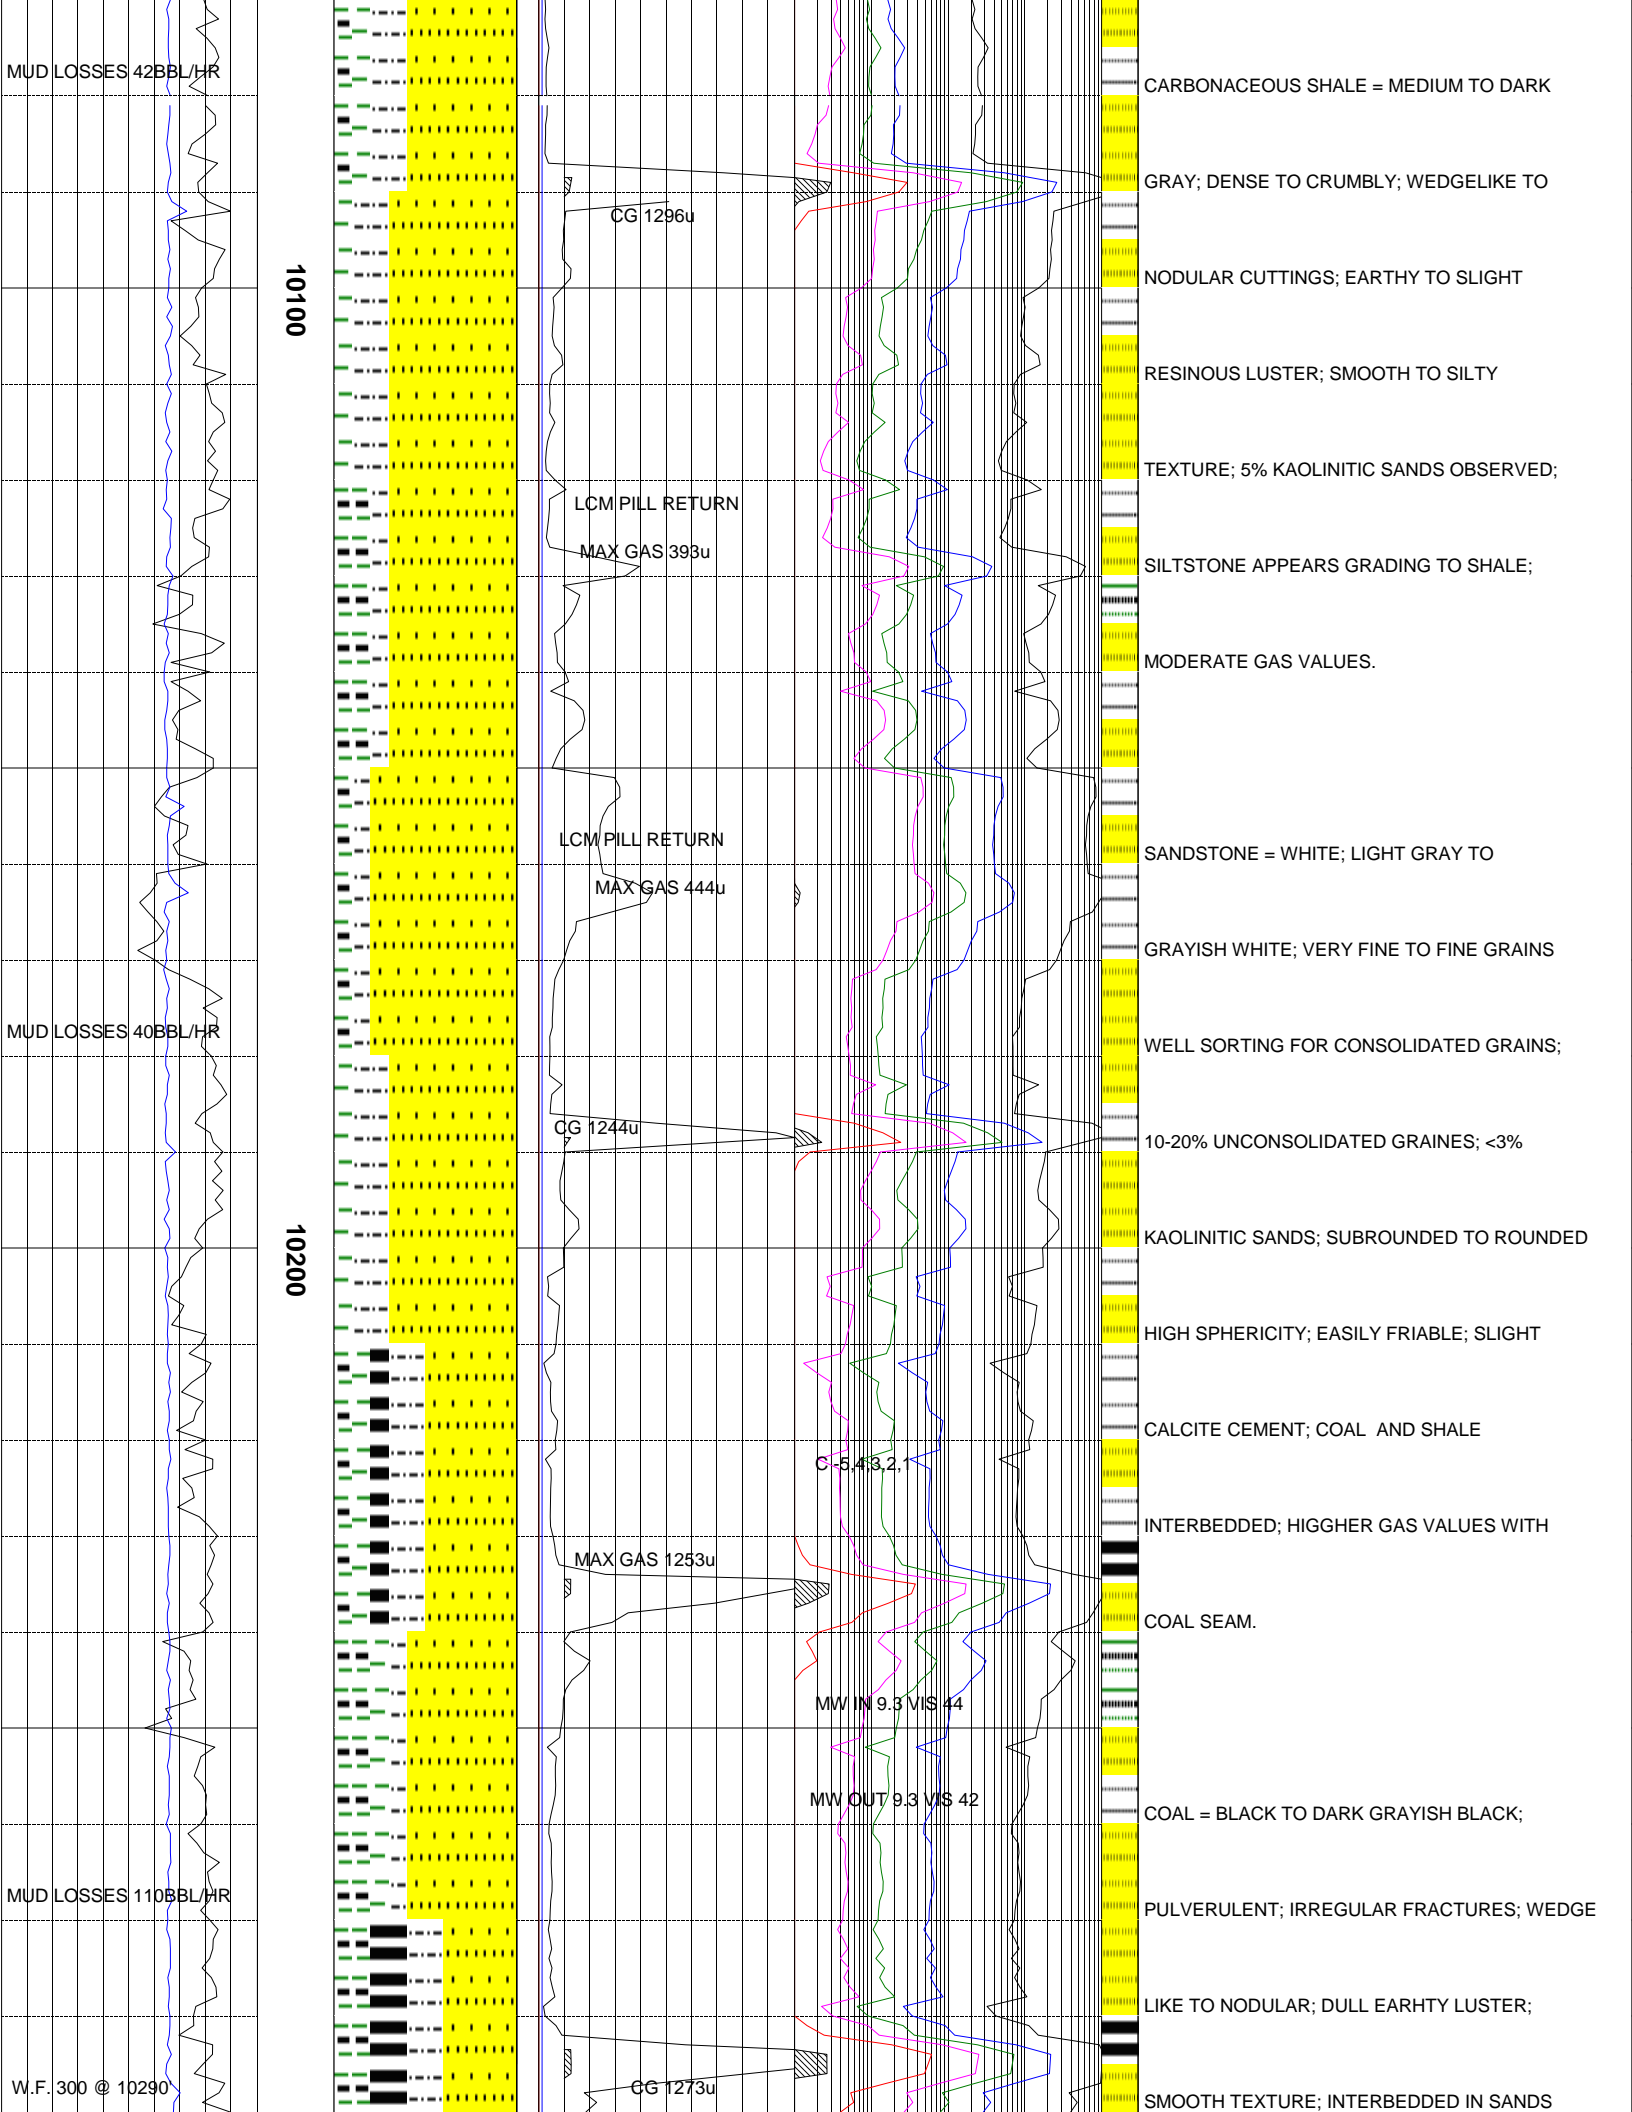 MUD LOSSES 42BBL/HR
CARBONACEOUS SHALE = MEDIUM TO DARK
GRAY; DENSE TO CRUMBLY; WEDGELIKE TO
CG 1296u
NODULAR CUTTINGS; EARTHY TO SLIGHT
10100
RESINOUS LUSTER; SMOOTH TO SILTY
TEXTURE; 5% KAOLINITIC SANDS OBSERVED;
LCM PILL RETURN
MAX GAS 393u
SILTSTONE APPEARS GRADING TO SHALE;
MODERATE GAS VALUES.
LCM PILL RETURN
SANDSTONE = WHITE; LIGHT GRAY TO
MAX GAS 444u
GRAYISH WHITE; VERY FINE TO FINE GRAINS
MUD LOSSES 40BBL/HR
WELL SORTING FOR CONSOLIDATED GRAINS;
CG 1244u
10-20% UNCONSOLIDATED GRAINES; <3%
KAOLINITIC SANDS; SUBROUNDED TO ROUNDED
10200
HIGH SPHERICITY; EASILY FRIABLE; SLIGHT
CALCITE CEMENT; COAL  AND SHALE
C -5,4,3,2,1
INTERBEDDED; HIGGHER GAS VALUES WITH
MAX GAS 1253u
COAL SEAM.
MW IN 9.3 VIS 44
MW OUT 9.3 VIS 42
COAL = BLACK TO DARK GRAYISH BLACK;
MUD LOSSES 110BBL/HR
PULVERULENT; IRREGULAR FRACTURES; WEDGE
LIKE TO NODULAR; DULL EARHTY LUSTER;
W.F. 300 @ 10290'
CG 1273u
SMOOTH TEXTURE; INTERBEDDED IN SANDS